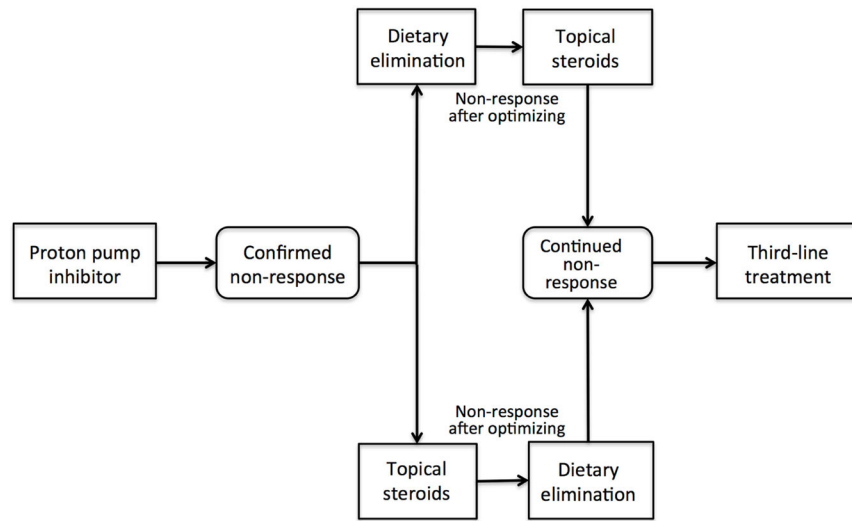 Dietary
elimination
Topical
steroids
Non-response
after optimizing
Proton pump
inhibitor
Confirmed
non-response
Continued
non-
response
Third-line
treatment
Non-response
after optimizing
Topical
steroids
Dietary
elimination